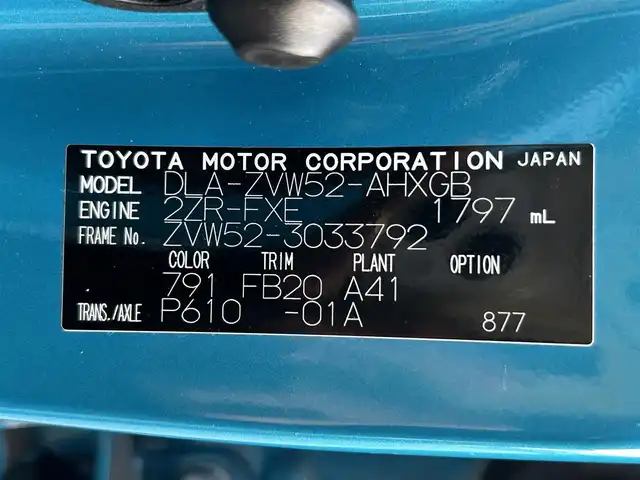 TOYOTA MOTOR CORPORATION JAPAN
MODEL DLA-ZVW52-AHXGB
ENGINE 2ZR-FXE 1797 mL
FRAME No. ZVW52-3033792
COLOR TRIM PLANT OPTION
791 FB20 A41
TRANS./AXLE P610 -01A 877